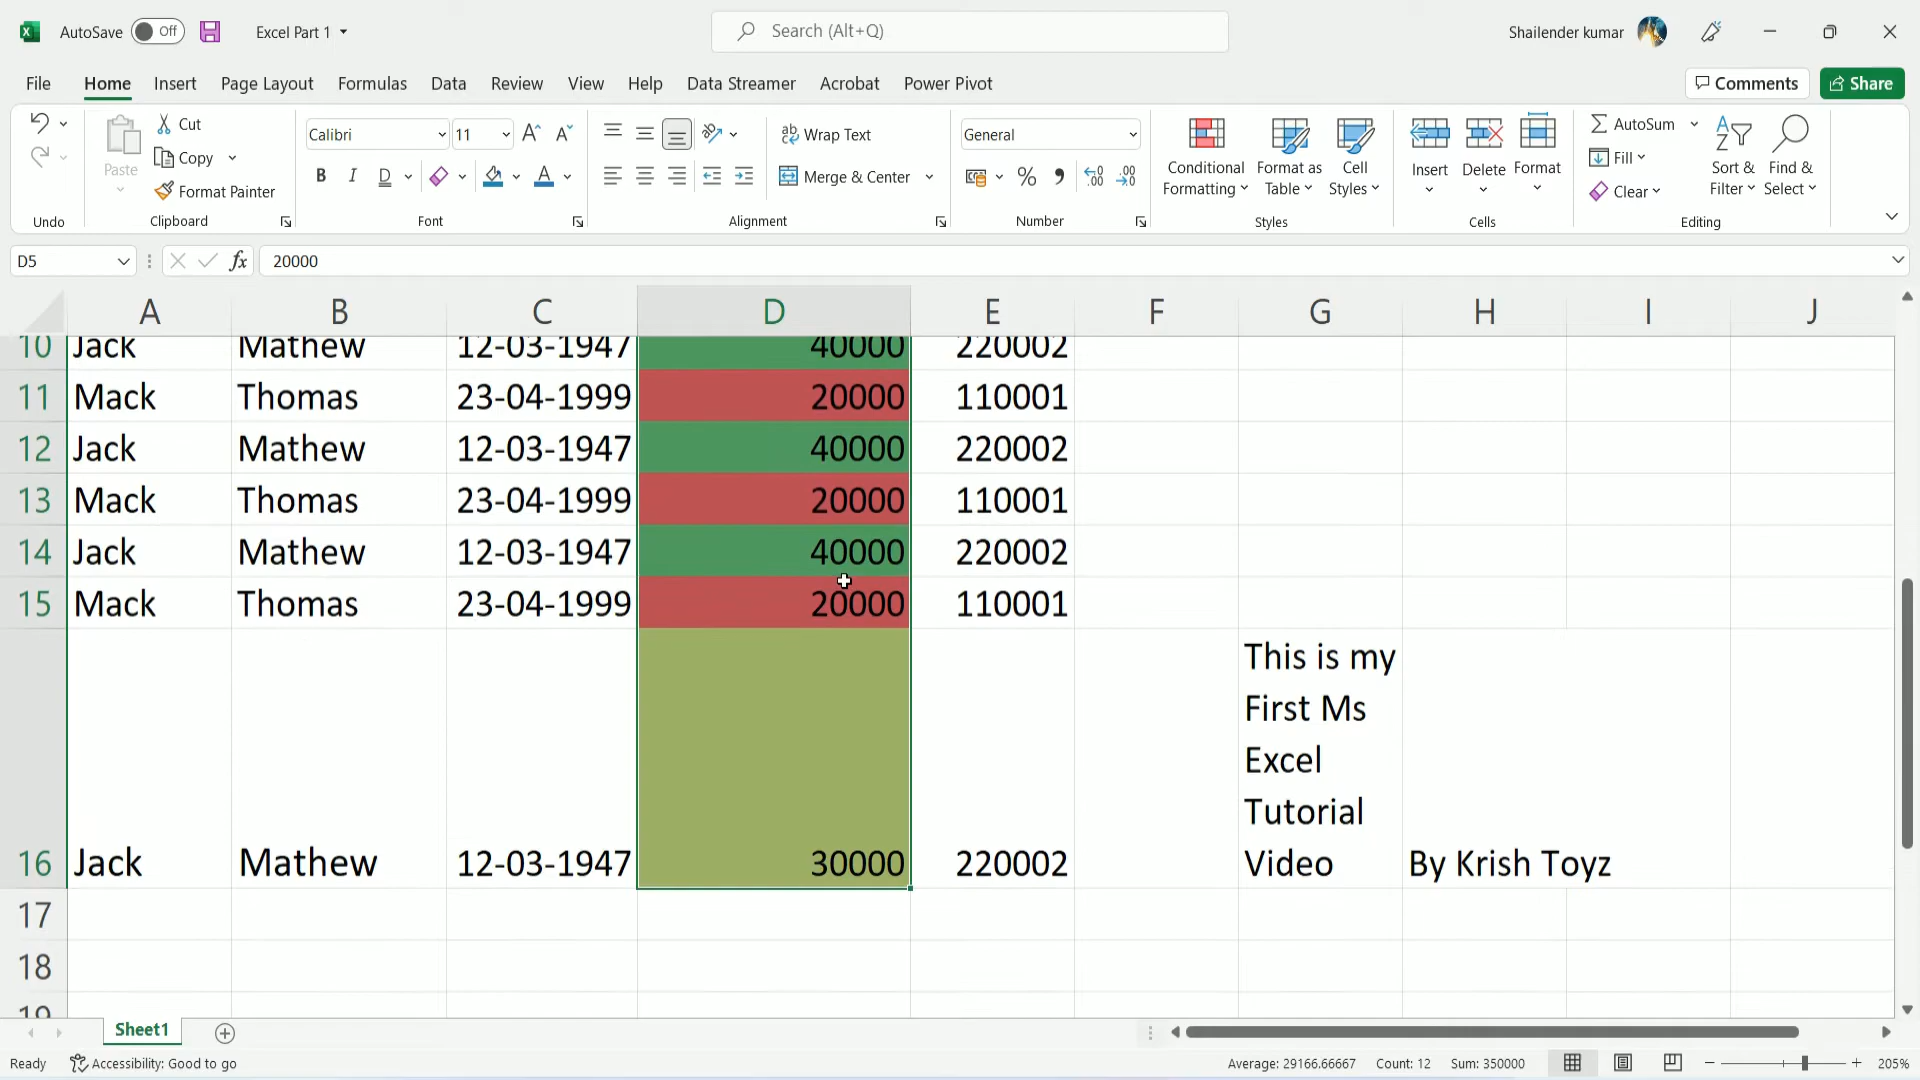 AutoSave Off Excel Part 1 Search (Alt+Q) Shailender kumar
File Home Insert Page Layout Formulas Data Review View Help Data Streamer Acrobat Power Pivot Comments Share
Paste Cut Copy Format Painter Calibri 11 Wrap Text Merge & Center General Conditional Formatting Format as Table Cell Styles Insert Delete Format AutoSum Fill Clear Sort & Filter Find & Select
Undo Clipboard Font Alignment Number Styles Cells Editing
D5 fx 20000
A B C D E F G H I J
10 Jack Mathew 12-03-1947 40000 220002
11 Mack Thomas 23-04-1999 20000 110001
12 Jack Mathew 12-03-1947 40000 220002
13 Mack Thomas 23-04-1999 20000 110001
14 Jack Mathew 12-03-1947 40000 220002
15 Mack Thomas 23-04-1999 20000 110001
This is my
First Ms
Excel
Tutorial
16 Jack Mathew 12-03-1947 30000 220002 Video By Krish Toyz
17
18
19
Sheet1
Ready Accessibility: Good to go Average: 29166.66667 Count: 12 Sum: 350000 205%